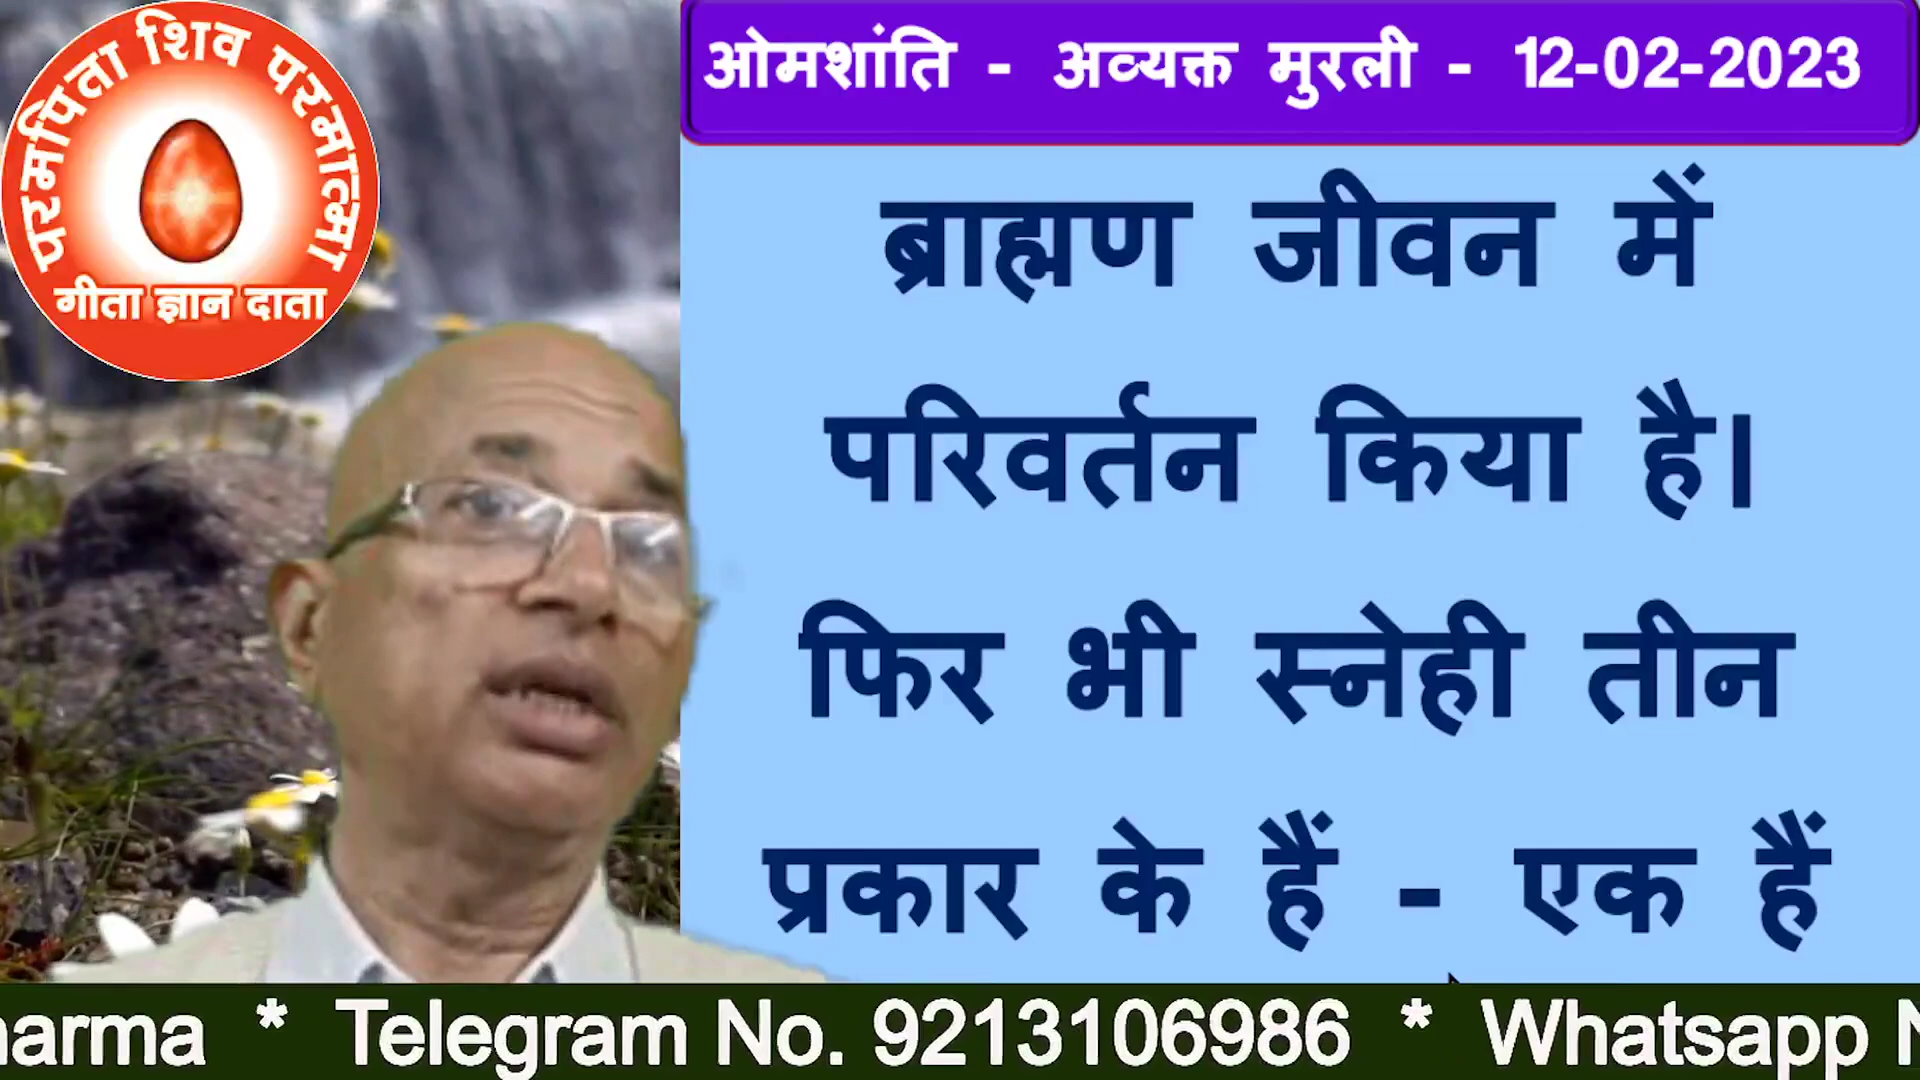 परमपिता शिव परमात्मा
गीता ज्ञान दाता
ओमशांति - अव्यक्त मुरली - 12-02-2023
ब्राह्मण जीवन में
परिवर्तन किया है।
फिर भी स्नेही तीन
प्रकार के हैं - एक हैं
harma * Telegram No. 9213106986 * Whatsapp N